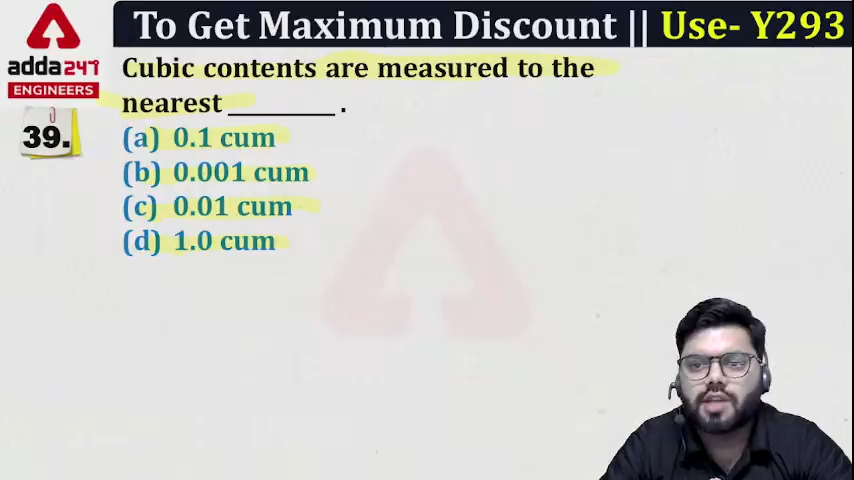 To Get Maximum Discount || Use- Y293
adda247
ENGINEERS
39.
Cubic contents are measured to the
nearest ________ .
(a) 0.1 cum
(b) 0.001 cum
(c) 0.01 cum
(d) 1.0 cum